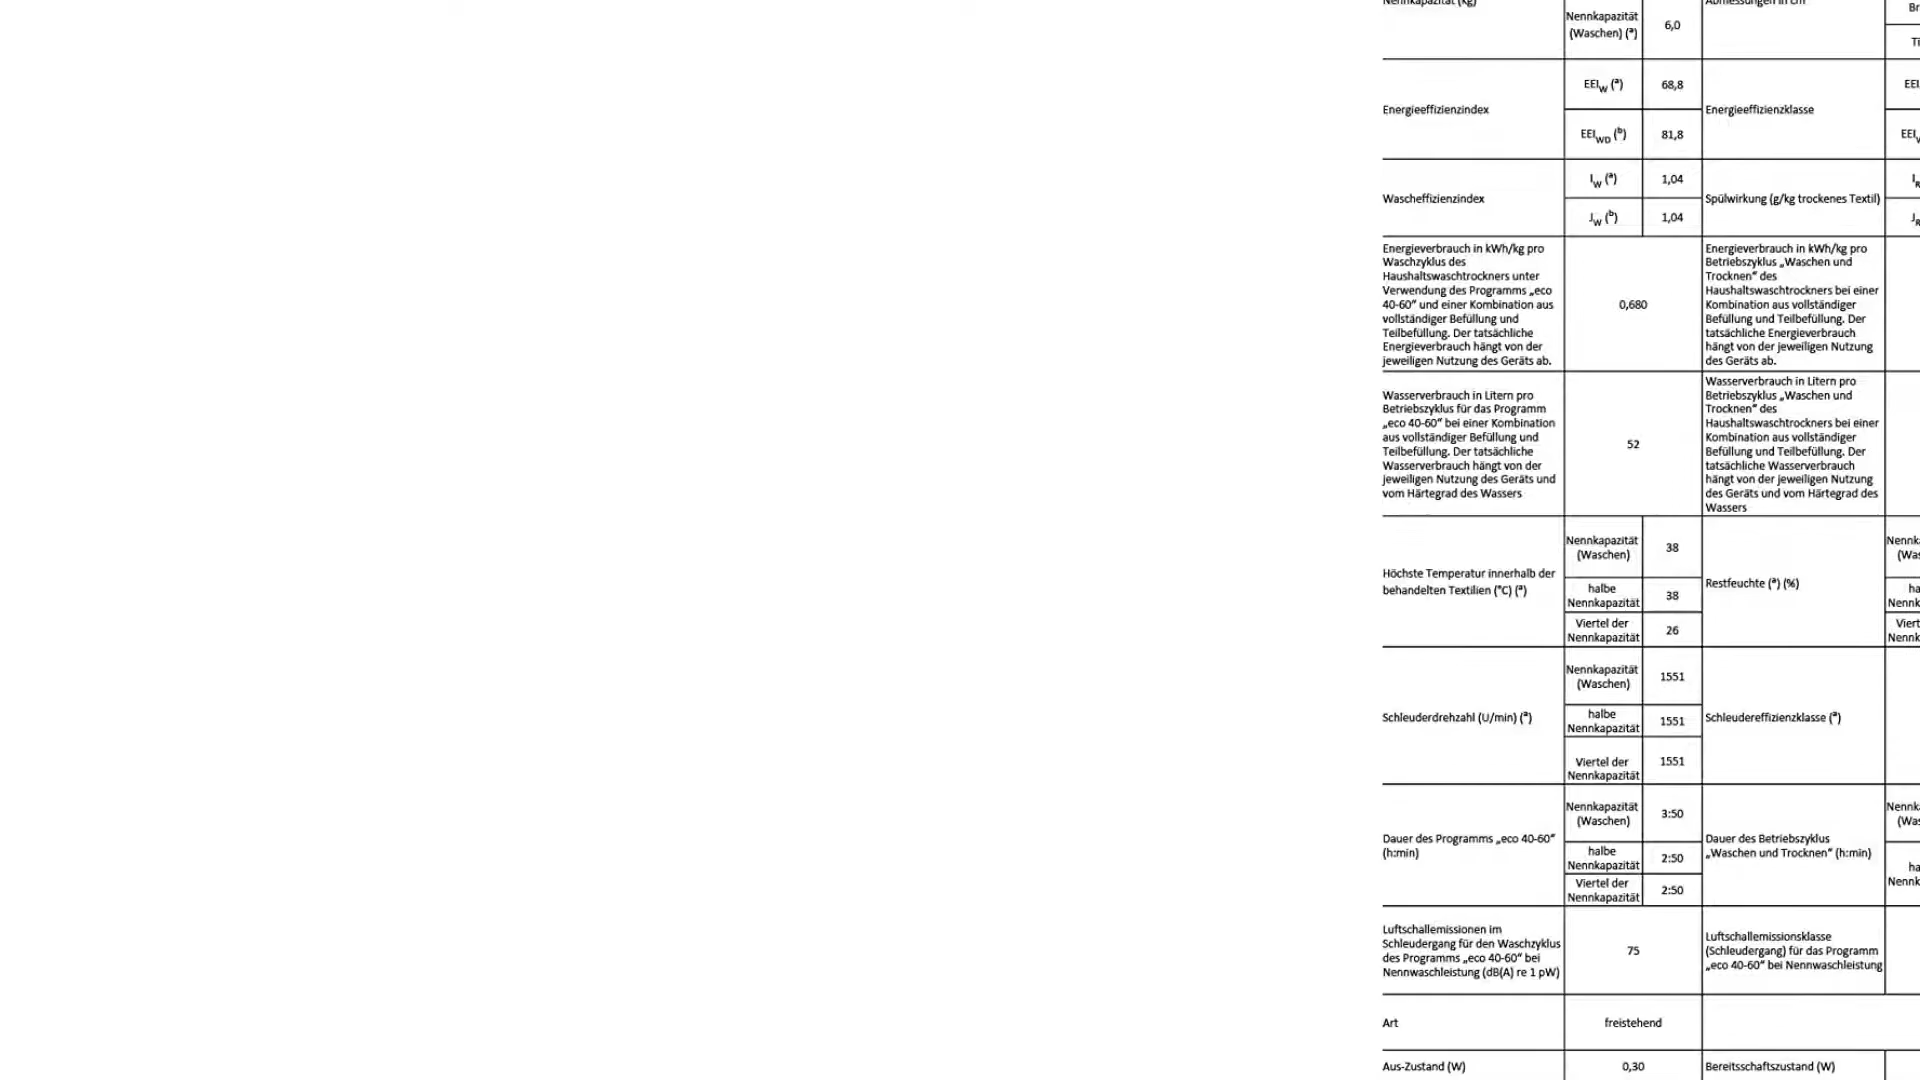 Nennkapazität (kg)
Nennkapazität
(Waschen) (ᵃ)
6,0
Abmessungen in cm
Energieeffizienzindex
EEI_W (ᵃ)
68,8
EEI_WD (ᵇ)
81,8
Energieeffizienzklasse
Wascheffizienzindex
I_W (ᵃ)
1,04
J_W (ᵇ)
1,04
Spülwirkung (g/kg trockenes Textil)
Energieverbrauch in kWh/kg pro
Waschzyklus des
Haushaltswaschtrockners unter
Verwendung des Programms „eco
40-60“ und einer Kombination aus
vollständiger Befüllung und
Teilbefüllung. Der tatsächliche
Energieverbrauch hängt von der
jeweiligen Nutzung des Geräts ab.
0,680
Energieverbrauch in kWh/kg pro
Betriebszyklus „Waschen und
Trocknen“ des
Haushaltswaschtrockners bei einer
Kombination aus vollständiger
Befüllung und Teilbefüllung. Der
tatsächliche Energieverbrauch
hängt von der jeweiligen Nutzung
des Geräts ab.
Wasserverbrauch in Litern pro
Betriebszyklus für das Programm
„eco 40-60“ bei einer Kombination
aus vollständiger Befüllung und
Teilbefüllung. Der tatsächliche
Wasserverbrauch hängt von der
jeweiligen Nutzung des Geräts und
vom Härtegrad des Wassers
52
Wasserverbrauch in Litern pro
Betriebszyklus „Waschen und
Trocknen“ des
Haushaltswaschtrockners bei einer
Kombination aus vollständiger
Befüllung und Teilbefüllung. Der
tatsächliche Wasserverbrauch
hängt von der jeweiligen Nutzung
des Geräts und vom Härtegrad des
Wassers
Höchste Temperatur innerhalb der
behandelten Textilien (°C) (ᵃ)
Nennkapazität
(Waschen)
38
halbe
Nennkapazität
38
Viertel der
Nennkapazität
26
Restfeuchte (ᵃ) (%)
Schleuderdrehzahl (U/min) (ᵃ)
Nennkapazität
(Waschen)
1551
halbe
Nennkapazität
1551
Viertel der
Nennkapazität
1551
Schleudereffizienzklasse (ᵃ)
Dauer des Programms „eco 40-60“
(h:min)
Nennkapazität
(Waschen)
3:50
halbe
Nennkapazität
2:50
Viertel der
Nennkapazität
2:50
Dauer des Betriebszyklus
„Waschen und Trocknen“ (h:min)
Luftschallemissionen im
Schleudergang für den Waschzyklus
des Programms „eco 40-60“ bei
Nennwaschleistung (dB(A) re 1 pW)
75
Luftschallemissionsklasse
(Schleudergang) für das Programm
„eco 40-60“ bei Nennwaschleistung
Art
freistehend
Aus-Zustand (W)
0,30
Bereitsschaftszustand (W)